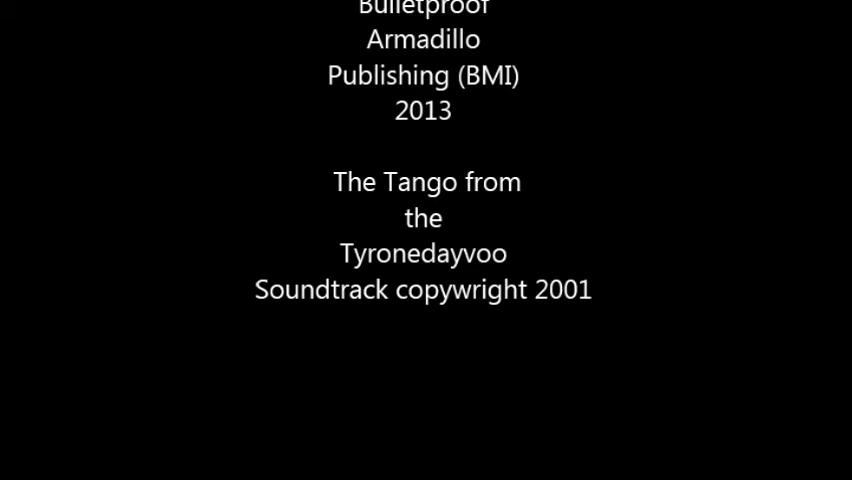 Bulletproof
Armadillo
Publishing (BMI)
2013
The Tango from
the
Tyronedayvoo
Soundtrack copywright 2001